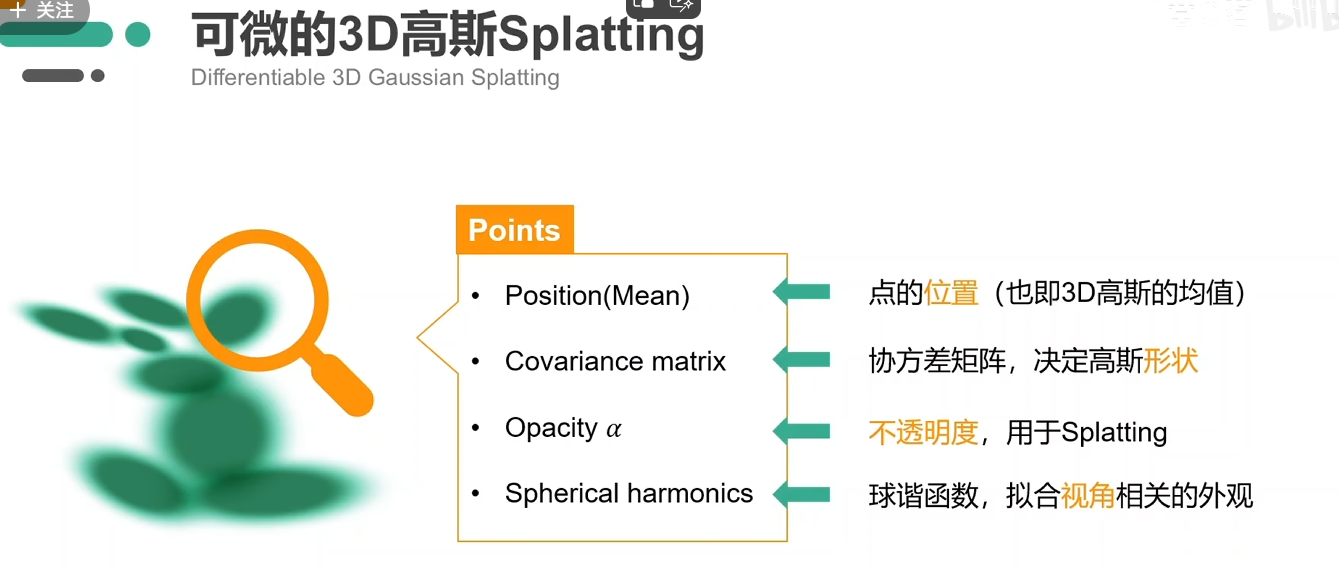 关注
可微的3D高斯Splatting
Differentiable 3D Gaussian Splatting
Points
• Position(Mean)
点的位置（也即3D高斯的均值）
• Covariance matrix
协方差矩阵，决定高斯形状
• Opacity α
不透明度，用于Splatting
• Spherical harmonics
球谐函数，拟合视角相关的外观